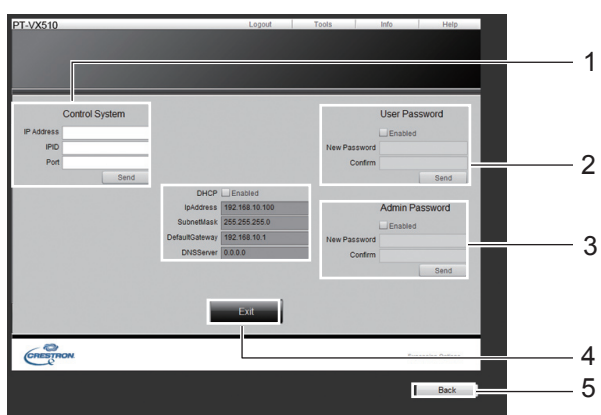 PT-VX510
Logout Tools Info Help
1
Control System
IP Address
IPID
Port
Send
User Password
Enabled
New Password
Confirm
Send
2
DHCP Enabled
IpAddress 192.168.10.100
SubnetMask 255.255.255.0
DefaultGateway 192.168.10.1
DNSServer 0.0.0.0
Admin Password
Enabled
New Password
Confirm
Send
3
Exit
CRESTRON
4
Back
5